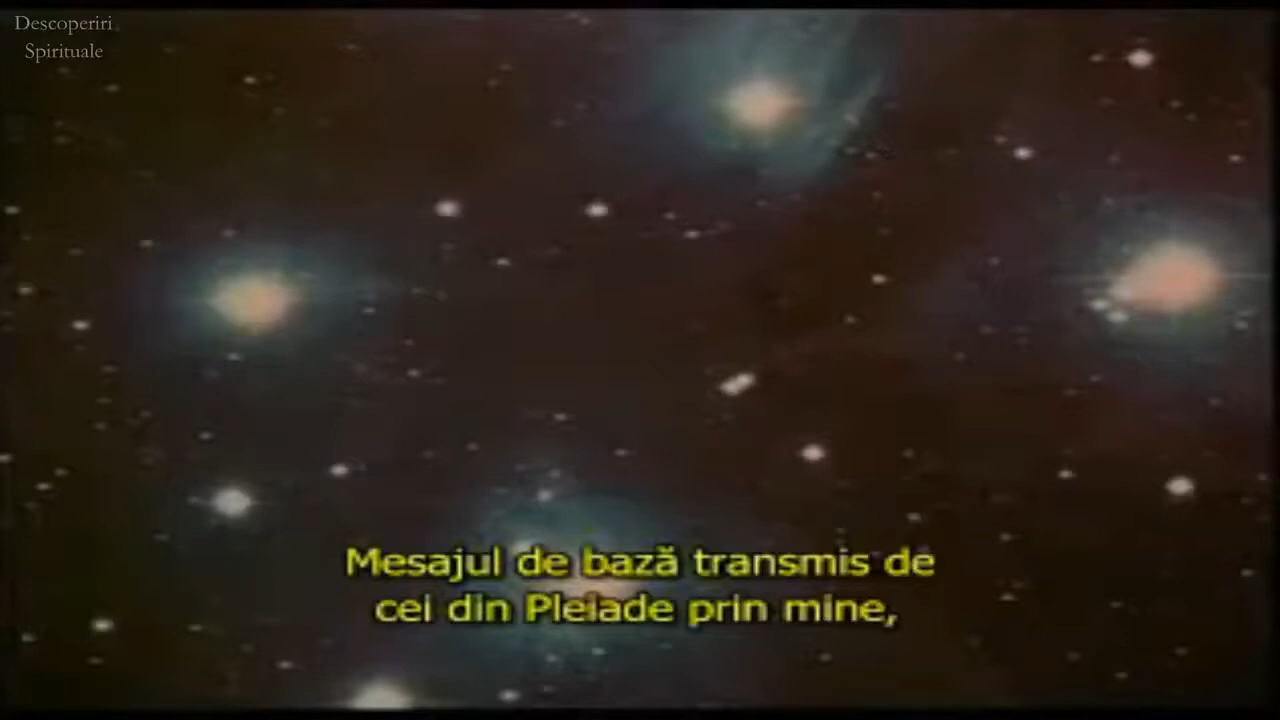 Descoperiri
Spirituale
Mesajul de bază transmis de
cei din Pleiade prin mine,